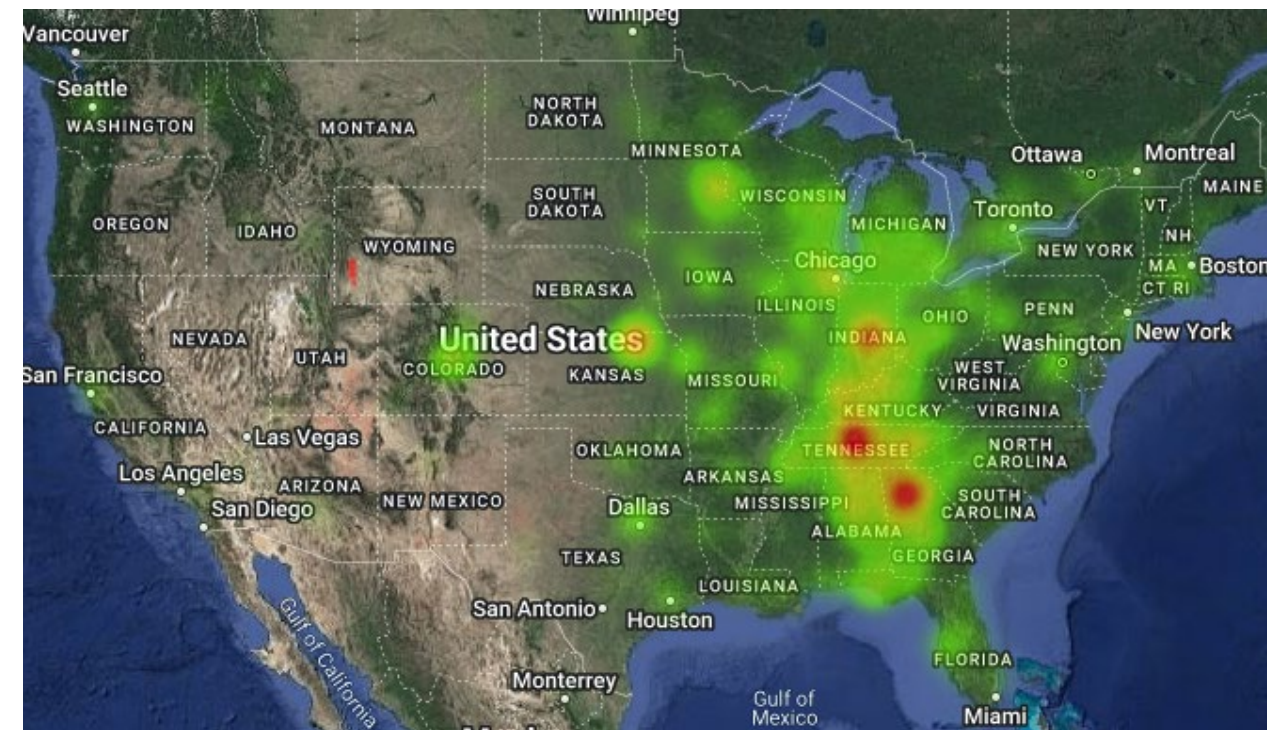 Winnipeg
Vancouver
Seattle
WASHINGTON
MONTANA
NORTH
DAKOTA
MINNESOTA
Ottawa
Montreal
MAINE
OREGON
IDAHO
WYOMING
SOUTH
DAKOTA
WISCONSIN
MICHIGAN
Toronto
VT
NH
NEW YORK
MA
Boston
CT RI
NEBRASKA
IOWA
Chicago
ILLINOIS
INDIANA
OHIO
PENN
New York
Washington
NEVADA
UTAH
United States
COLORADO
KANSAS
MISSOURI
WEST
VIRGINIA
KENTUCKY
VIRGINIA
San Francisco
CALIFORNIA
Las Vegas
Los Angeles
ARIZONA
NEW MEXICO
San Diego
OKLAHOMA
ARKANSAS
TENNESSEE
NORTH
CAROLINA
Dallas
MISSISSIPPI
SOUTH
CAROLINA
ALABAMA
GEORGIA
TEXAS
LOUISIANA
San Antonio
Houston
Gulf of California
Monterrey
FLORIDA
Gulf of
Mexico
Miami